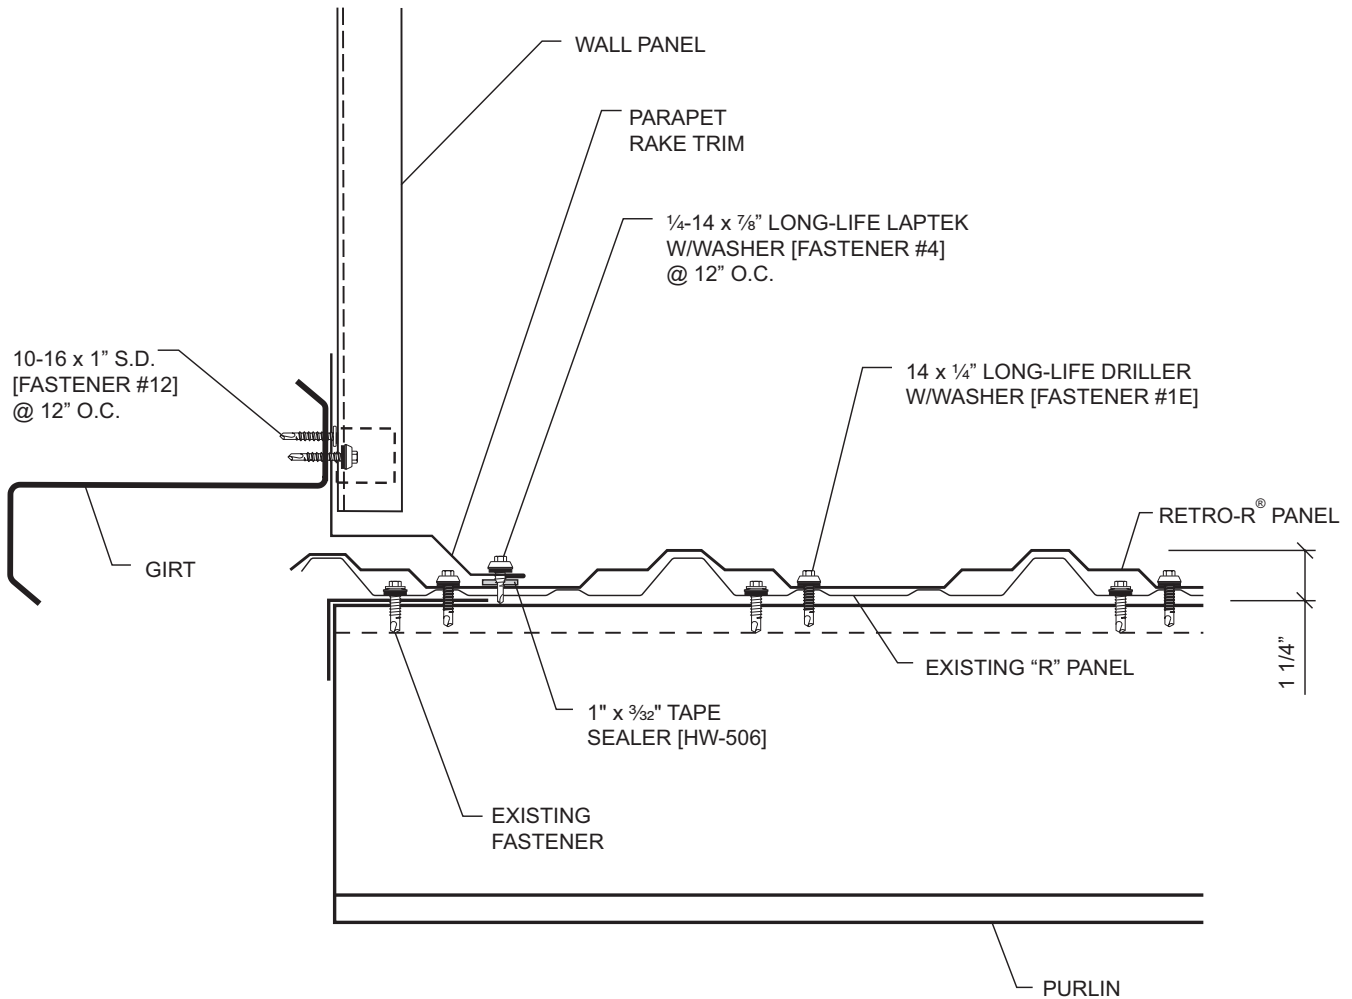 WALL PANEL
PARAPET
RAKE TRIM
¼-14 x ⅞” LONG-LIFE LAPTEK
W/WASHER [FASTENER #4]
@ 12” O.C.
10-16 x 1” S.D.
[FASTENER #12]
@ 12” O.C.
14 x ¼” LONG-LIFE DRILLER
W/WASHER [FASTENER #1E]
RETRO-R® PANEL
GIRT
1 1/4”
EXISTING “R” PANEL
1" x ³⁄₃₂" TAPE
SEALER [HW-506]
EXISTING
FASTENER
PURLIN